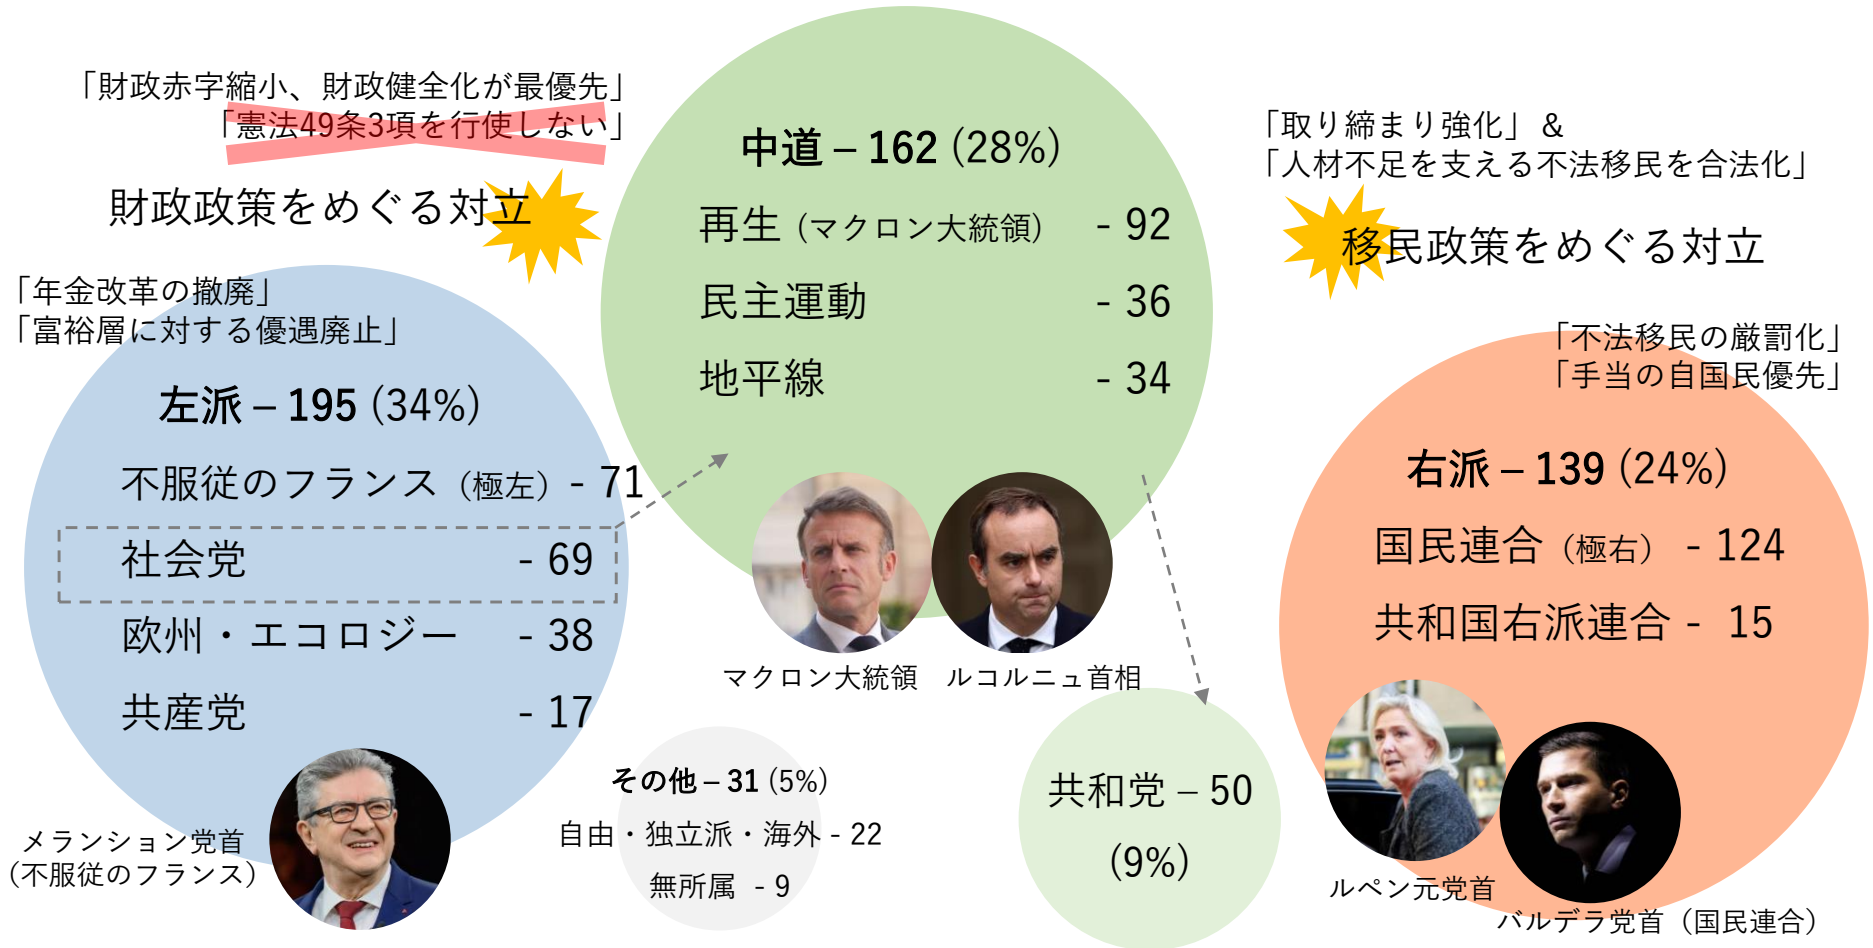 「財政赤字縮小、財政健全化が最優先」
「憲法49条3項を行使しない」
財政政策をめぐる対立
「年金改革の撤廃」
「富裕層に対する優遇廃止」
左派 – 195 (34%)
不服従のフランス（極左） - 71
社会党 - 69
欧州・エコロジー - 38
共産党 - 17
メランション党首
（不服従のフランス）
中道 – 162 (28%)
再生（マクロン大統領） - 92
民主運動 - 36
地平線 - 34
マクロン大統領
ルコルニュ首相
その他 – 31 (5%)
自由・独立派・海外 - 22
無所属 - 9
共和党 – 50
(9%)
「取り締まり強化」&
「人材不足を支える不法移民を合法化」
移民政策をめぐる対立
「不法移民の厳罰化」
「手当の自国民優先」
右派 – 139 (24%)
国民連合（極右） - 124
共和国右派連合 - 15
ルペン元党首
バルデラ党首（国民連合）